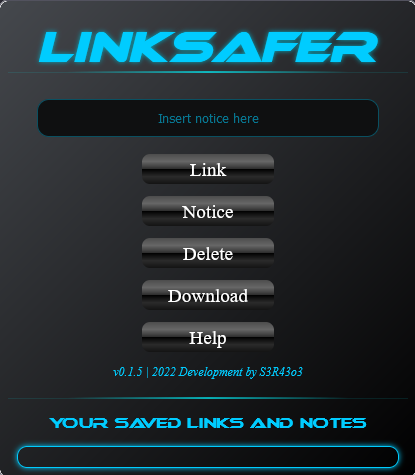 LINKSAFER
Insert notice here
Link
Notice
Delete
Download
Help
v0.1.5 | 2022 Development by S3R43o3
YOUR SAVED LINKS AND NOTES